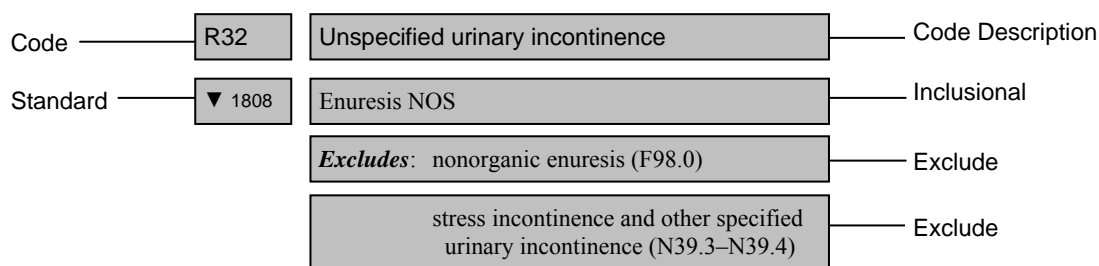 Code R32 Unspecified urinary incontinence Code Description
Standard ▼ 1808 Enuresis NOS Inclusional
Excludes: nonorganic enuresis (F98.0) Exclude
stress incontinence and other specified
urinary incontinence (N39.3–N39.4) Exclude